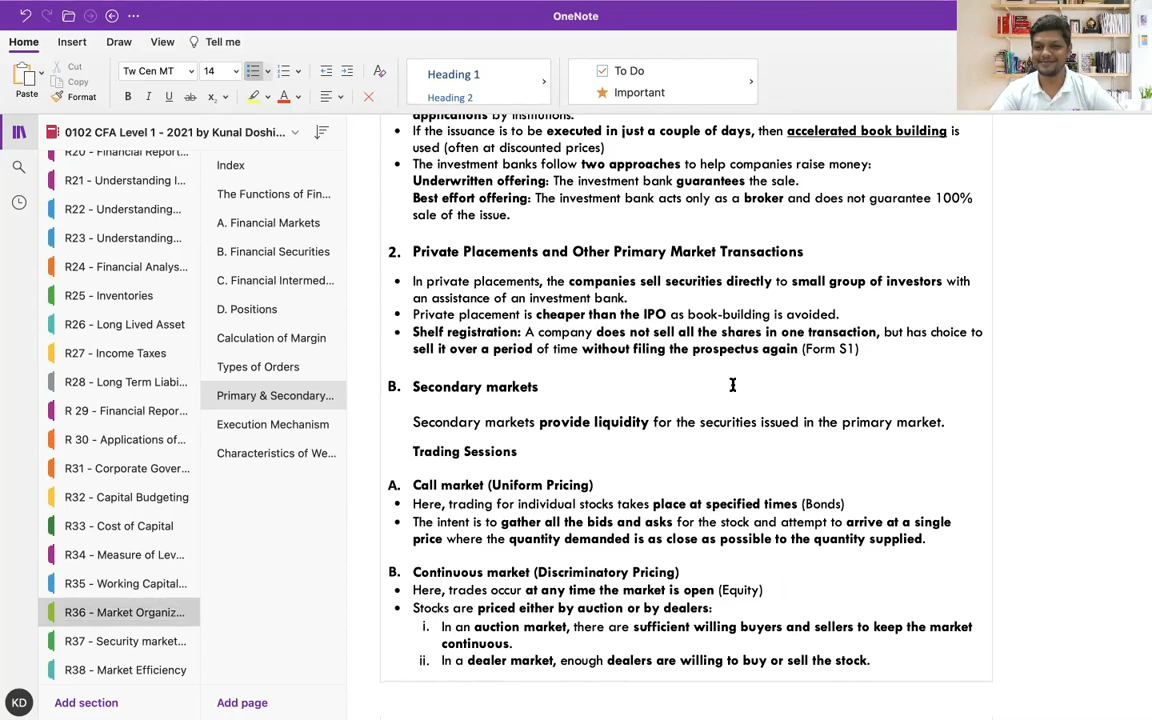 OneNote
Home Insert Draw View Tell me
Paste
Cut
Copy
Format
Tw Cen MT 14
B I U ab x₂ A
Heading 1
Heading 2
To Do
Important
0102 CFA Level 1 - 2021 by Kunal Doshi...
R20 - Financial Report...
R21 - Understanding I...
R22 - Understanding...
R23 - Understanding...
R24 - Financial Analys...
R25 - Inventories
R26 - Long Lived Asset
R27 - Income Taxes
R28 - Long Term Liabi...
R 29 - Financial Repor...
R 30 - Applications of...
R31 - Corporate Gover...
R32 - Capital Budgeting
R33 - Cost of Capital
R34 - Measure of Lev...
R35 - Working Capital...
R36 - Market Organiz...
R37 - Security market...
R38 - Market Efficiency
KD
Add section
Index
The Functions of Fin...
A. Financial Markets
B. Financial Securities
C. Financial Intermed...
D. Positions
Calculation of Margin
Types of Orders
Primary & Secondary...
Execution Mechanism
Characteristics of We...
Add page
applications by institutions.
• If the issuance is to be executed in just a couple of days, then accelerated book building is
used (often at discounted prices)
• The investment banks follow two approaches to help companies raise money:
Underwritten offering: The investment bank guarantees the sale.
Best effort offering: The investment bank acts only as a broker and does not guarantee 100%
sale of the issue.
2. Private Placements and Other Primary Market Transactions
• In private placements, the companies sell securities directly to small group of investors with
an assistance of an investment bank.
• Private placement is cheaper than the IPO as book-building is avoided.
• Shelf registration: A company does not sell all the shares in one transaction, but has choice to
sell it over a period of time without filing the prospectus again (Form S1)
B. Secondary markets
Secondary markets provide liquidity for the securities issued in the primary market.
Trading Sessions
A. Call market (Uniform Pricing)
• Here, trading for individual stocks takes place at specified times (Bonds)
• The intent is to gather all the bids and asks for the stock and attempt to arrive at a single
price where the quantity demanded is as close as possible to the quantity supplied.
B. Continuous market (Discriminatory Pricing)
• Here, trades occur at any time the market is open (Equity)
• Stocks are priced either by auction or by dealers:
i. In an auction market, there are sufficient willing buyers and sellers to keep the market
continuous.
ii. In a dealer market, enough dealers are willing to buy or sell the stock.